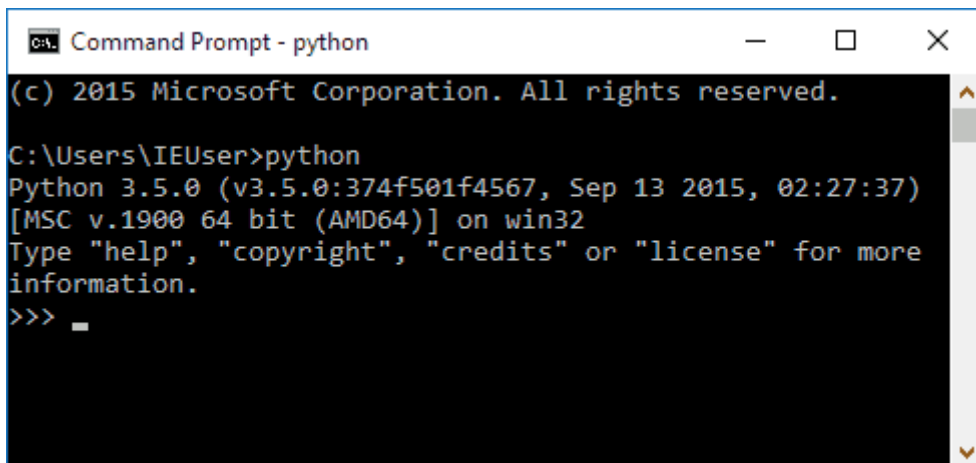 Command Prompt - python
(c) 2015 Microsoft Corporation. All rights reserved.
C:\Users\IEUser>python
Python 3.5.0 (v3.5.0:374f501f4567, Sep 13 2015, 02:27:37)
[MSC v.1900 64 bit (AMD64)] on win32
Type "help", "copyright", "credits" or "license" for more
information.
>>> _